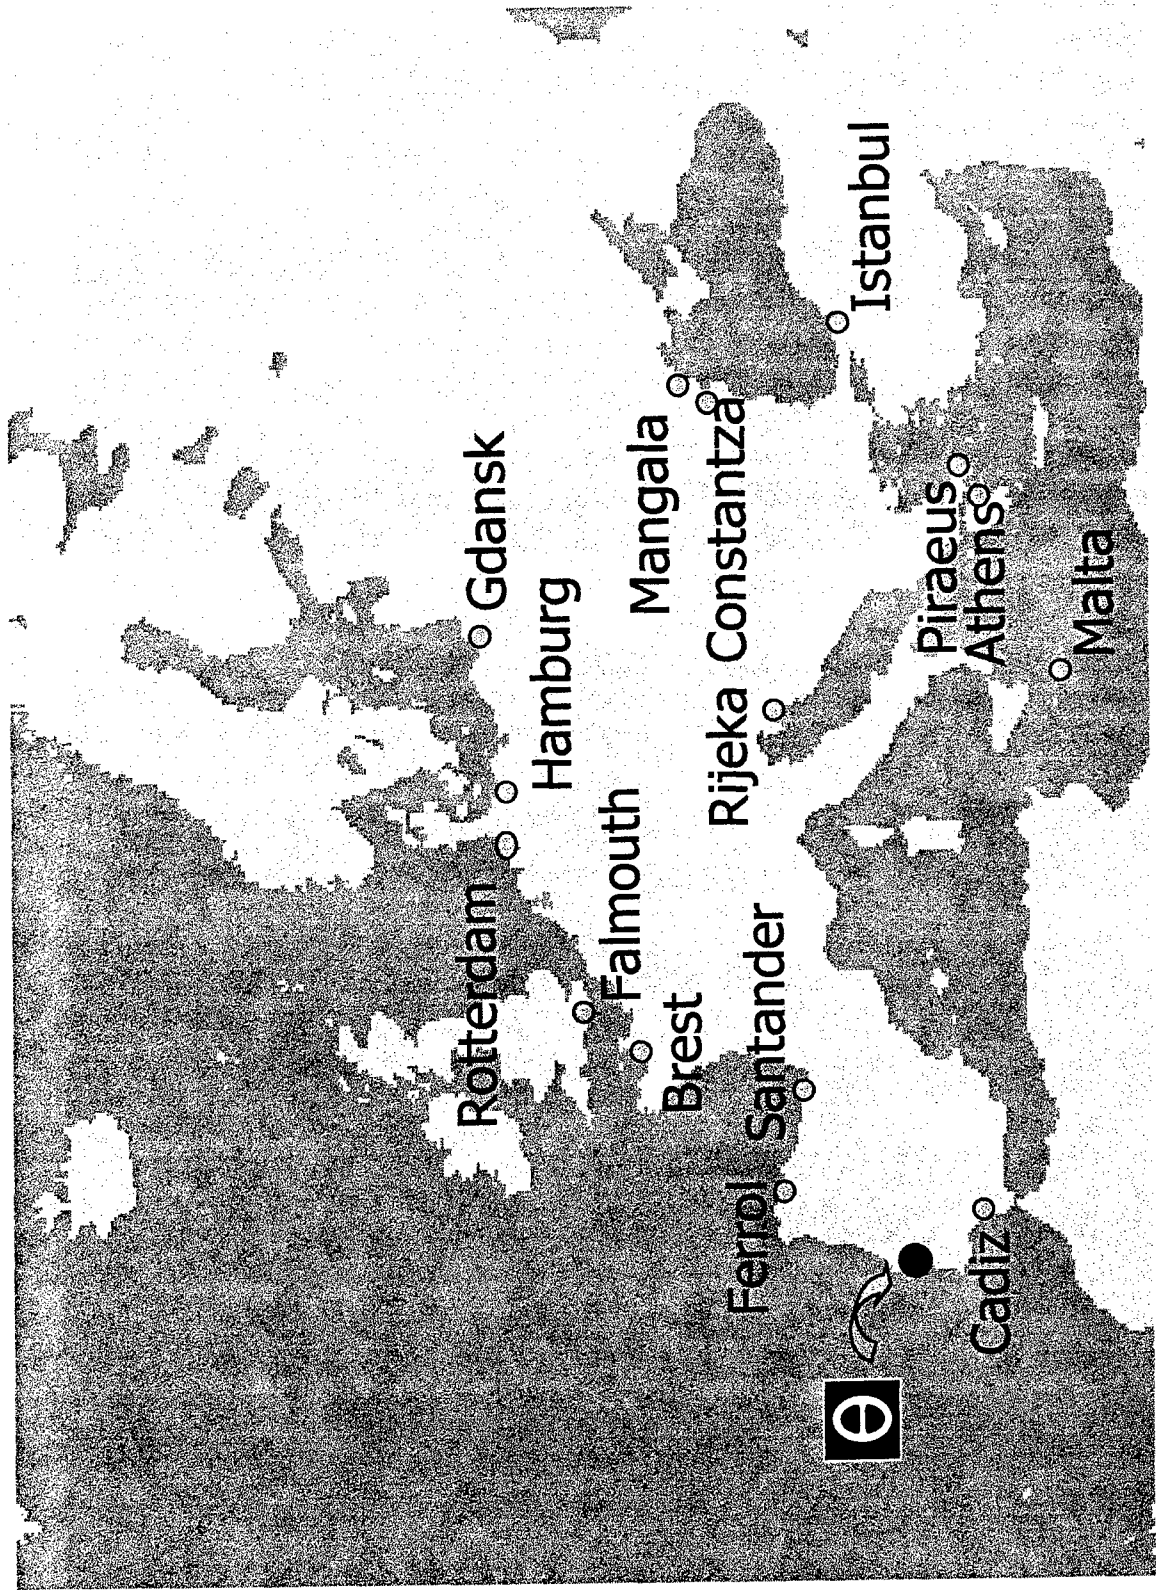 Gdansk
Hamburg
Rotterdam
Falmouth
Brest
Mangala
Constantza
Rijeka
Santander
Ferrol
Istanbul
Piraeus
Athens
Malta
Cadiz